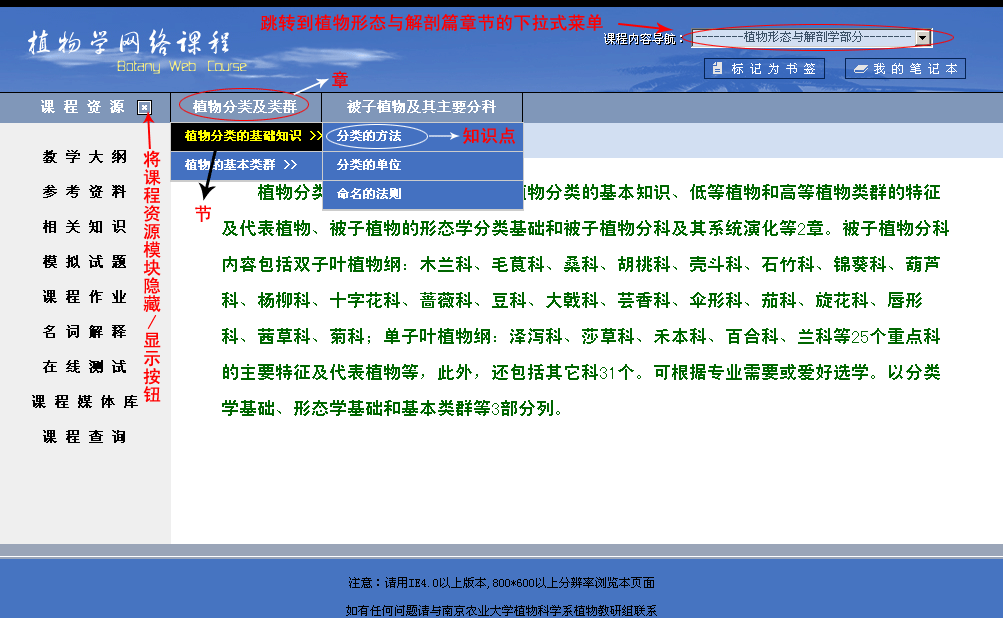 跳转到植物形态与解剖篇章节的下拉式菜单
植物学网络课程
Botany Web Course
课程内容导航：
---------植物形态与解剖学部分---------
标记为书签
我的笔记本
章
课程资源
植物分类及类群
被子植物及其主要分科
植物分类的基础知识 >>
分类的方法
知识点
植物的基本类群 >>
分类的单位
命名的法则
节
将课程资源模块隐藏/显示按钮
教学大纲
参考资料
相关知识
模拟试题
课程作业
名词解释
在线测试
课程媒体库
课程查询
植物分类
物分类的基本知识、低等植物和高等植物类群的特征
及代表植物、被子植物的形态学分类基础和被子植物分科及其系统演化等2章。被子植物分科
内容包括双子叶植物纲：木兰科、毛茛科、桑科、胡桃科、壳斗科、石竹科、锦葵科、葫芦
科、杨柳科、十字花科、蔷薇科、豆科、大戟科、芸香科、伞形科、茄科、旋花科、唇形
科、茜草科、菊科；单子叶植物纲：泽泻科、莎草科、禾本科、百合科、兰科等25个重点科
的主要特征及代表植物等，此外，还包括其它科31个。可根据专业需要或爱好选学。以分类
学基础、形态学基础和基本类群等3部分列。
注意：请用IE4.0以上版本,800*600以上分辨率浏览本页面
如有任何问题请与南京农业大学植物科学系植物教研组联系